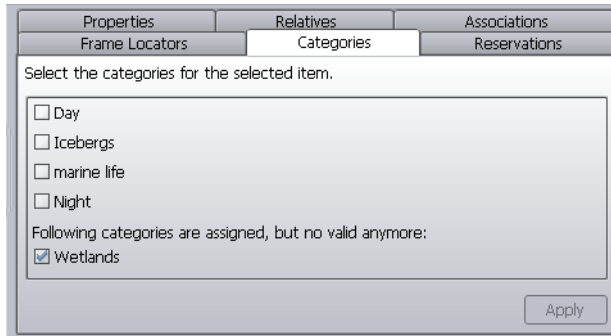 Properties Relatives Associations
Frame Locators Categories Reservations
Select the categories for the selected item.
Day
Icebergs
marine life
Night
Following categories are assigned, but no valid anymore:
Wetlands
Apply